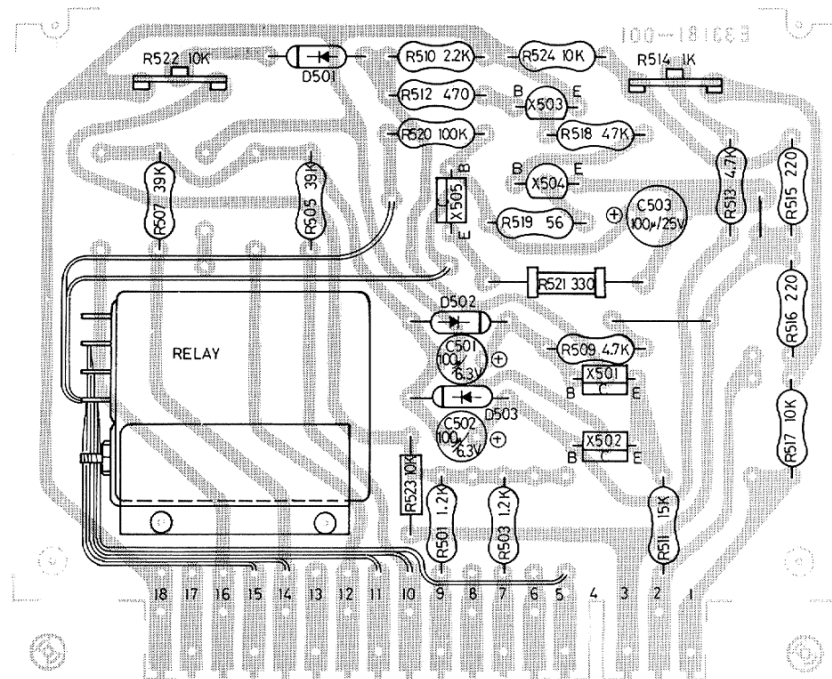 E33181-001
R522 10K
D501
R510 2.2K
R524 10K
R514 1K
R512 470
B
X503
E
R520 100K
R518 47K
R507 39K
R505 39K
B
C
X505
E
B
X504
E
R519 56
C503
100μ/25V
R513 4.7K
R515 220
R521 330
R516 220
RELAY
D502
C501
100
6.3V
R509 4.7K
X501
B
C
E
D503
C502
100
6.3V
X502
B
C
E
R517 10K
R523 10K
R501 1.2K
R503 1.2K
R511 15K
18 17 16 15 14 13 12 11 10 9 8 7 6 5 4 3 2 1